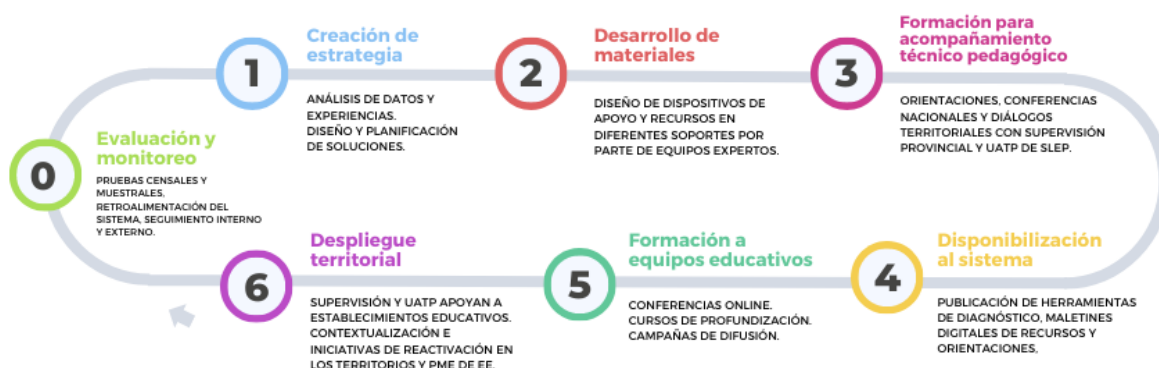 0
Evaluación y
monitoreo
PRUEBAS CENSALES Y
MUESTRALES.
RETROALIMENTACIÓN DEL
SISTEMA, SEGUIMIENTO INTERNO
Y EXTERNO.
1
Creación de
estrategia
ANÁLISIS DE DATOS Y
EXPERIENCIAS.
DISEÑO Y PLANIFICACIÓN
DE SOLUCIONES.
2
Desarrollo de
materiales
DISEÑO DE DISPOSITIVOS DE
APOYO Y RECURSOS EN
DIFERENTES SOPORTES POR
PARTE DE EQUIPOS EXPERTOS.
3
Formación para
acompañamiento
técnico pedagógico
ORIENTACIONES, CONFERENCIAS
NACIONALES Y DIÁLOGOS
TERRITORIALES CON SUPERVISIÓN
PROVINCIAL Y UATP DE SLEP.
4
Disponibilización
al sistema
PUBLICACIÓN DE HERRAMIENTAS
DE DIAGNÓSTICO, MALETINES
DIGITALES DE RECURSOS Y
ORIENTACIONES,
5
Formación a
equipos educativos
CONFERENCIAS ONLINE.
CURSOS DE PROFUNDIZACIÓN.
CAMPAÑAS DE DIFUSIÓN.
6
Despliegue
territorial
SUPERVISIÓN Y UATP APOYAN A
ESTABLECIMIENTOS EDUCATIVOS.
CONTEXTUALIZACIÓN E
INICIATIVAS DE REACTIVACIÓN EN
LOS TERRITORIOS Y PME DE EE.